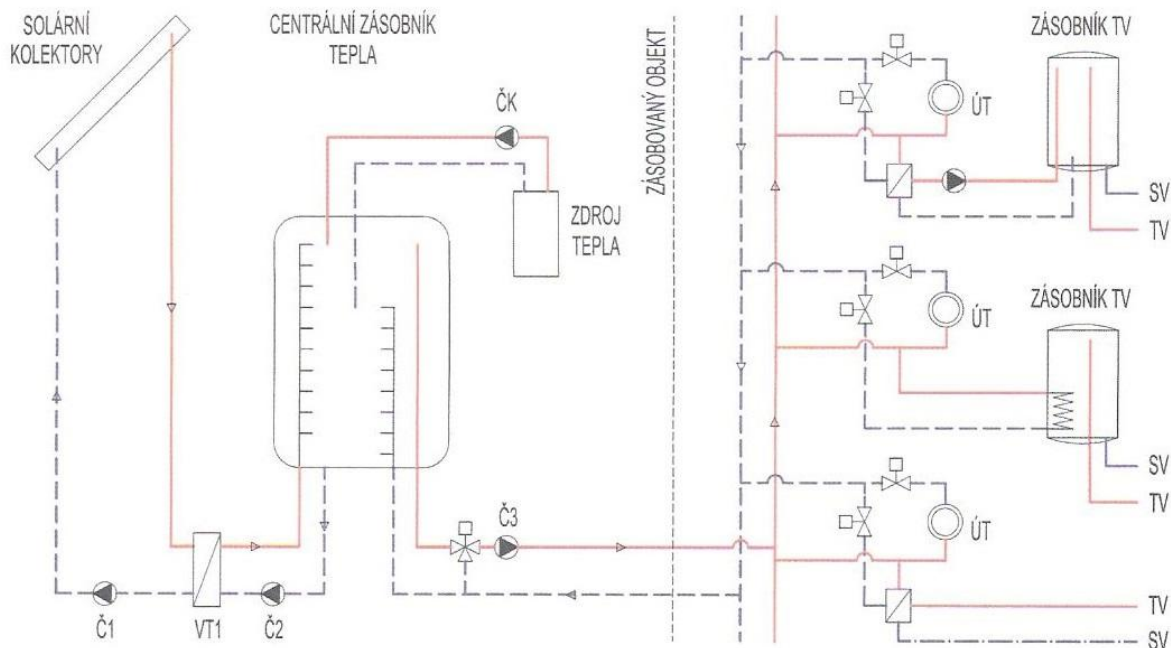 SOLÁRNÍ
KOLEKTORY
CENTRÁLNÍ ZÁSOBNÍK
TEPLA
ČK
ZDROJ
TEPLA
ZÁSOBOVANÝ OBJEKT
ZÁSOBNÍK TV
ÚT
SV
TV
ZÁSOBNÍK TV
ÚT
SV
TV
ÚT
TV
SV
Č3
Č1
VT1
Č2